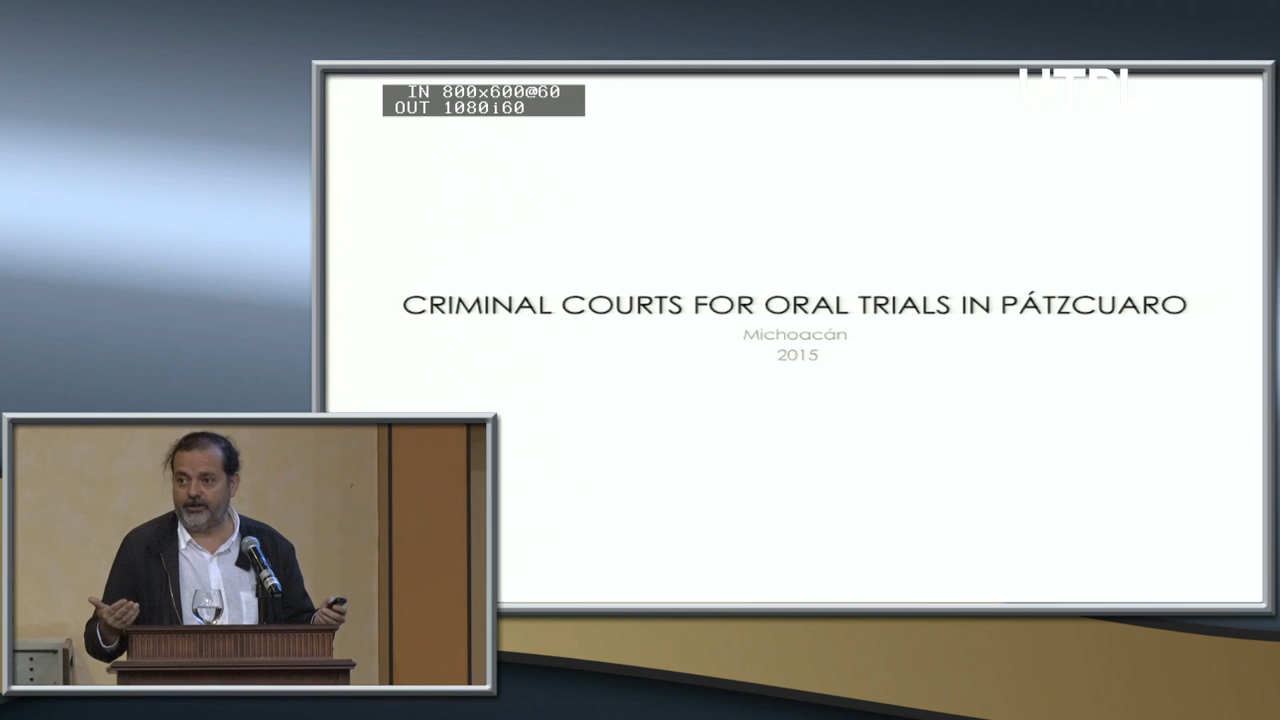 IN 800x600@60
OUT 1080i60
UTPL
CRIMINAL COURTS FOR ORAL TRIALS IN PÁTZCUARO
Michoacán
2015